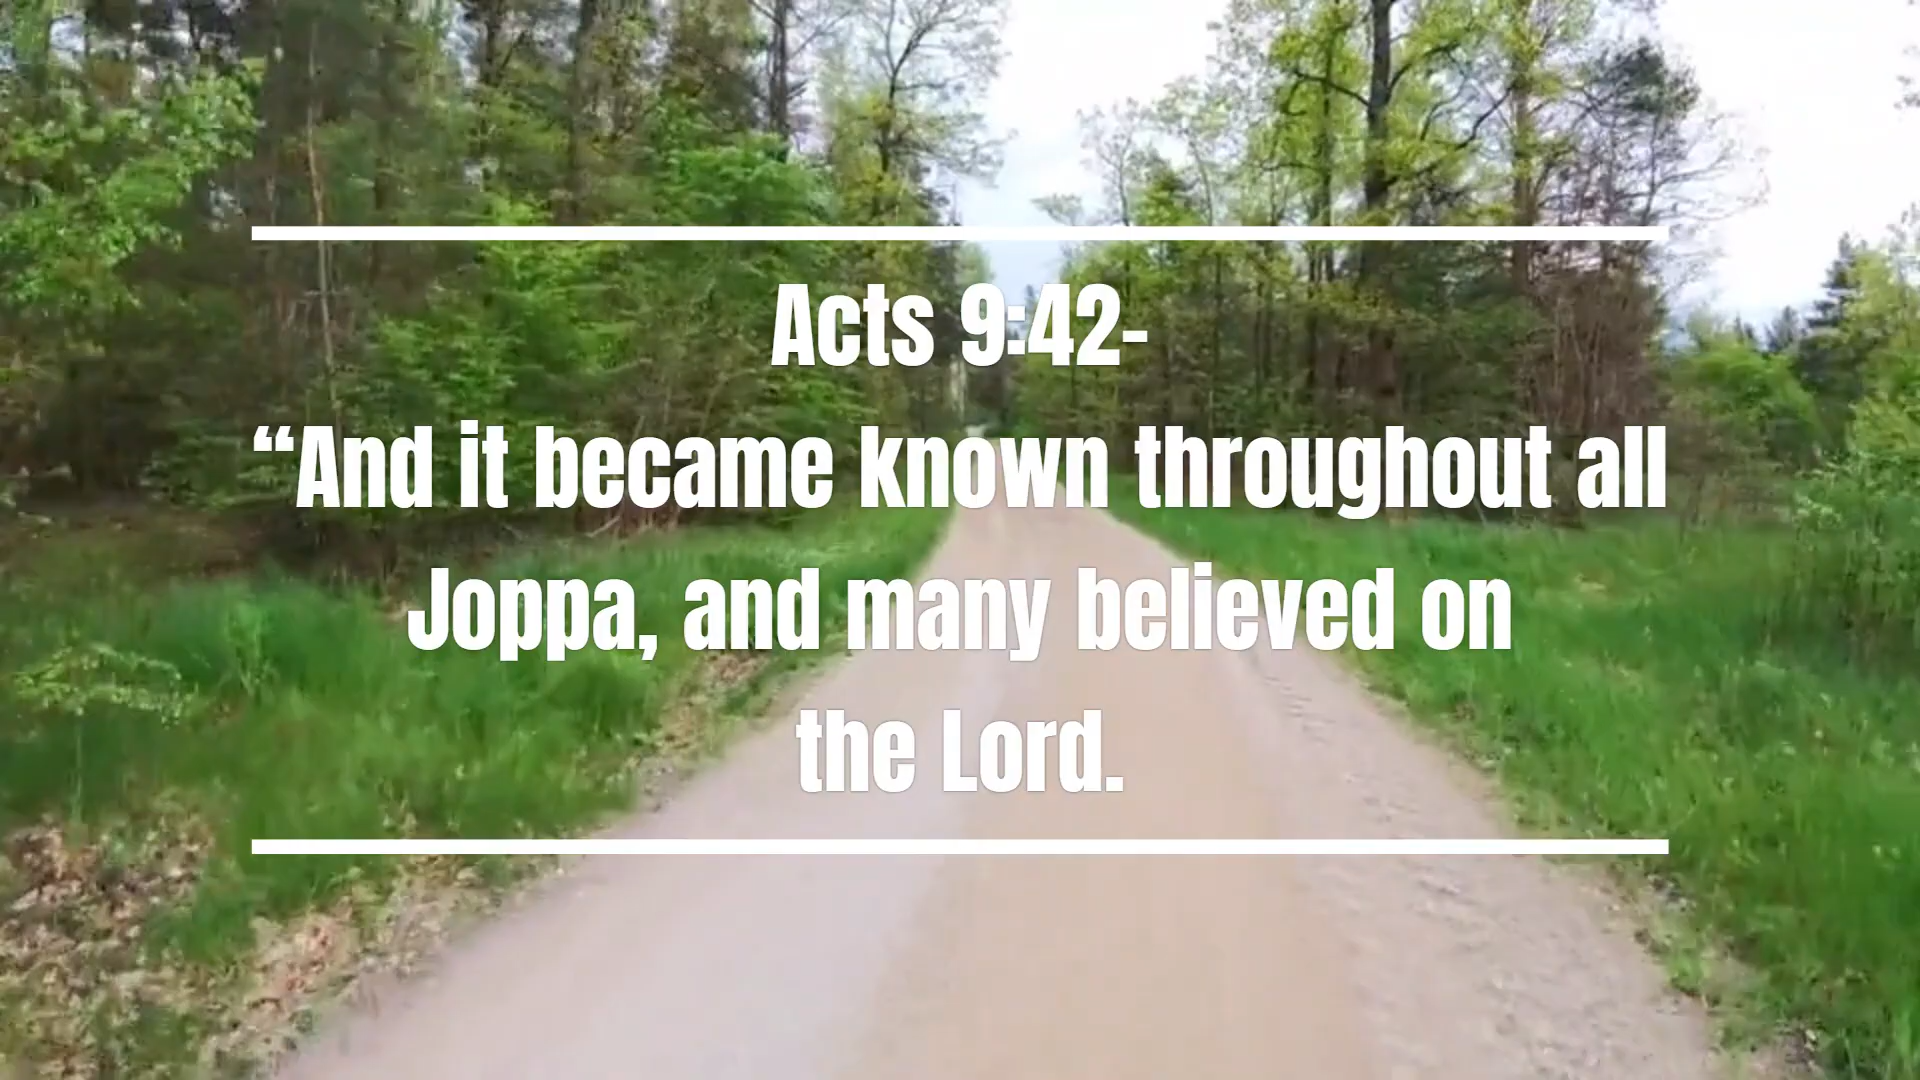 Acts 9:42-
“And it became known throughout all
Joppa, and many believed on
the Lord.